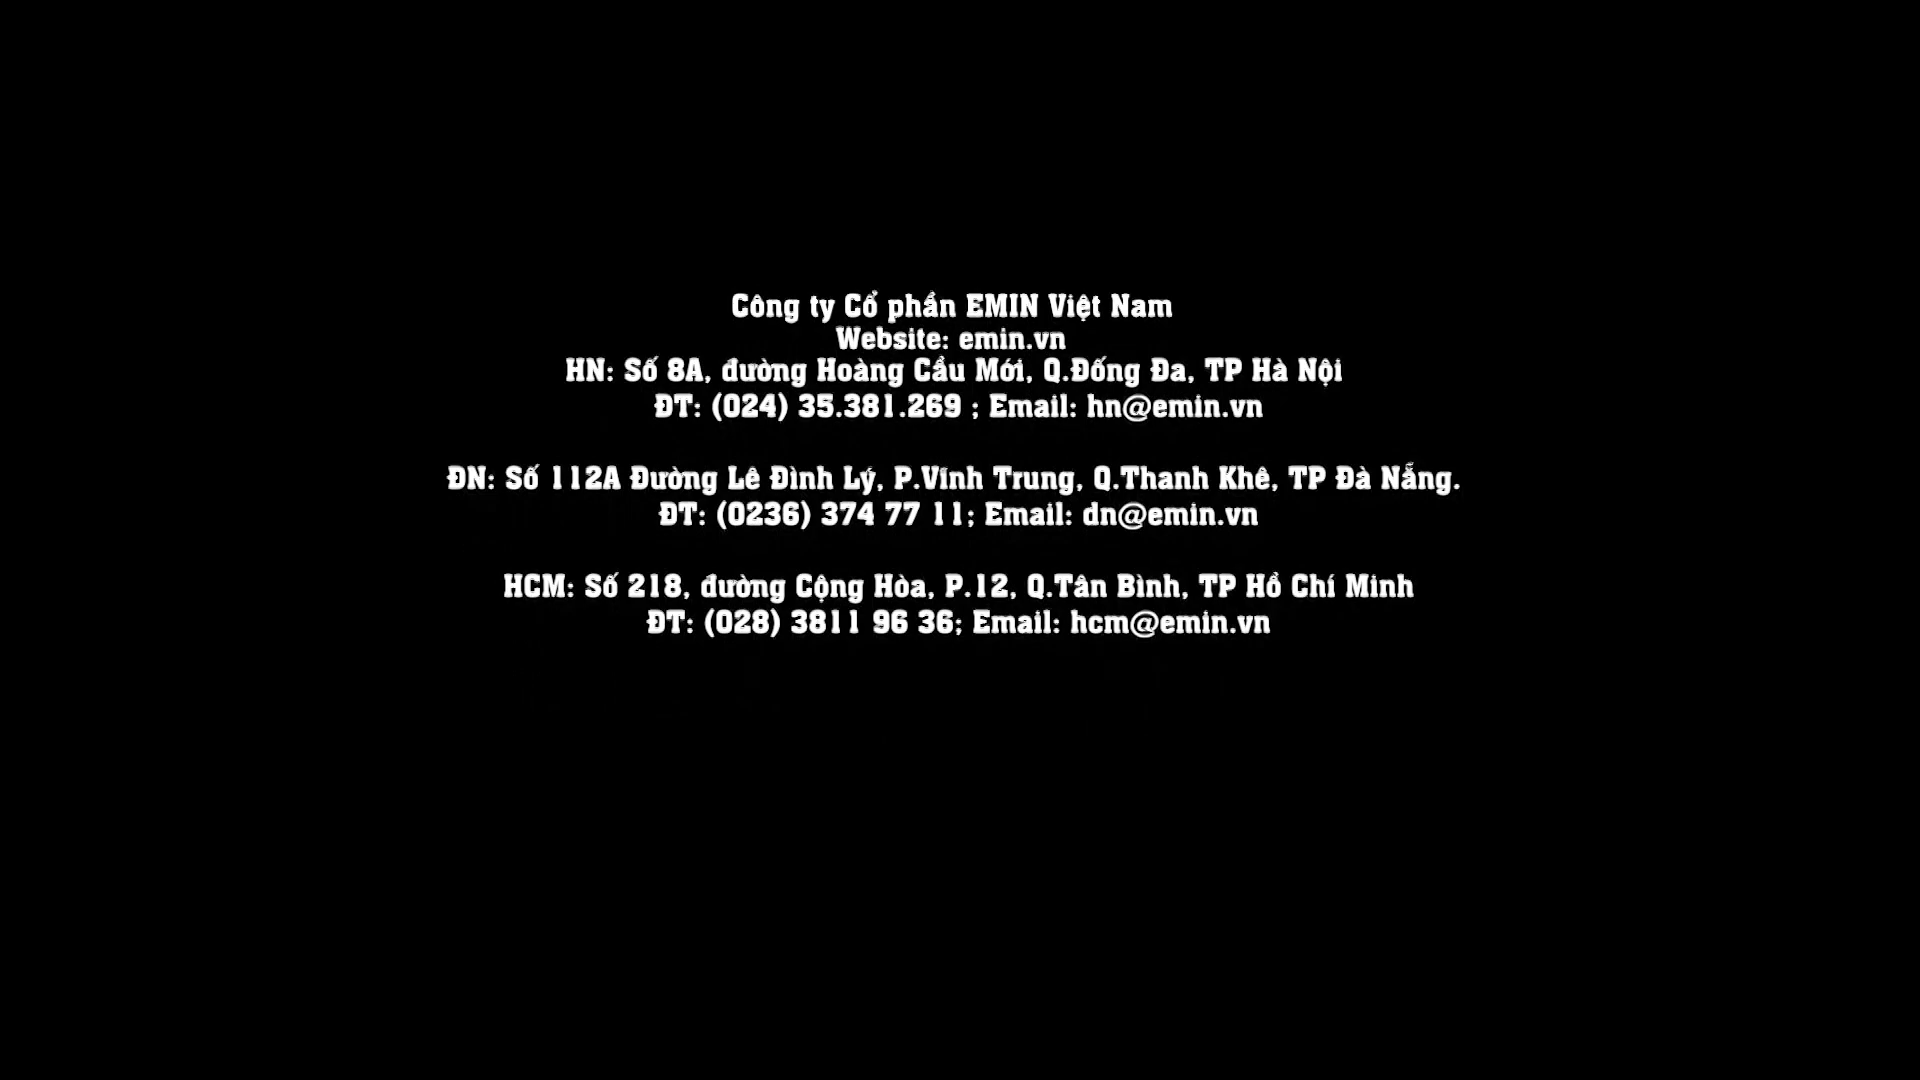 Công ty Cổ phần EMIN Việt Nam
Website: emin.vn
HN: Số 8A, đường Hoàng Cầu Mới, Q.Đống Đa, TP Hà Nội
ĐT: (024) 35.381.269 ; Email: hn@emin.vn
ĐN: Số 112A Đường Lê Đình Lý, P.Vĩnh Trung, Q.Thanh Khê, TP Đà Nẵng.
ĐT: (0236) 374 77 11; Email: dn@emin.vn
HCM: Số 218, đường Cộng Hòa, P.12, Q.Tân Bình, TP Hồ Chí Minh
ĐT: (028) 3811 96 36; Email: hcm@emin.vn